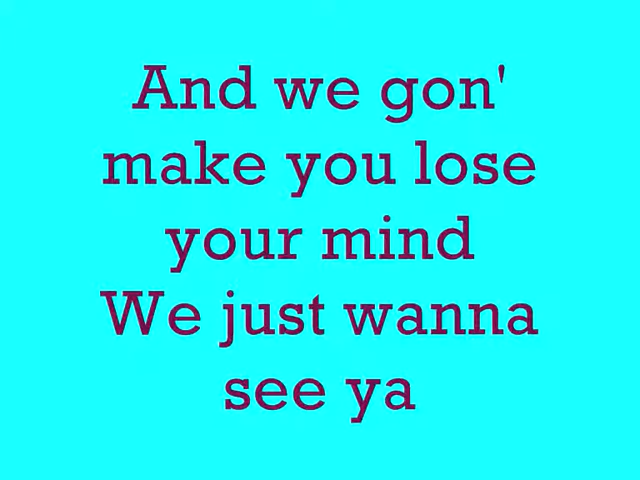 And we gon'
make you lose
your mind
We just wanna
see ya